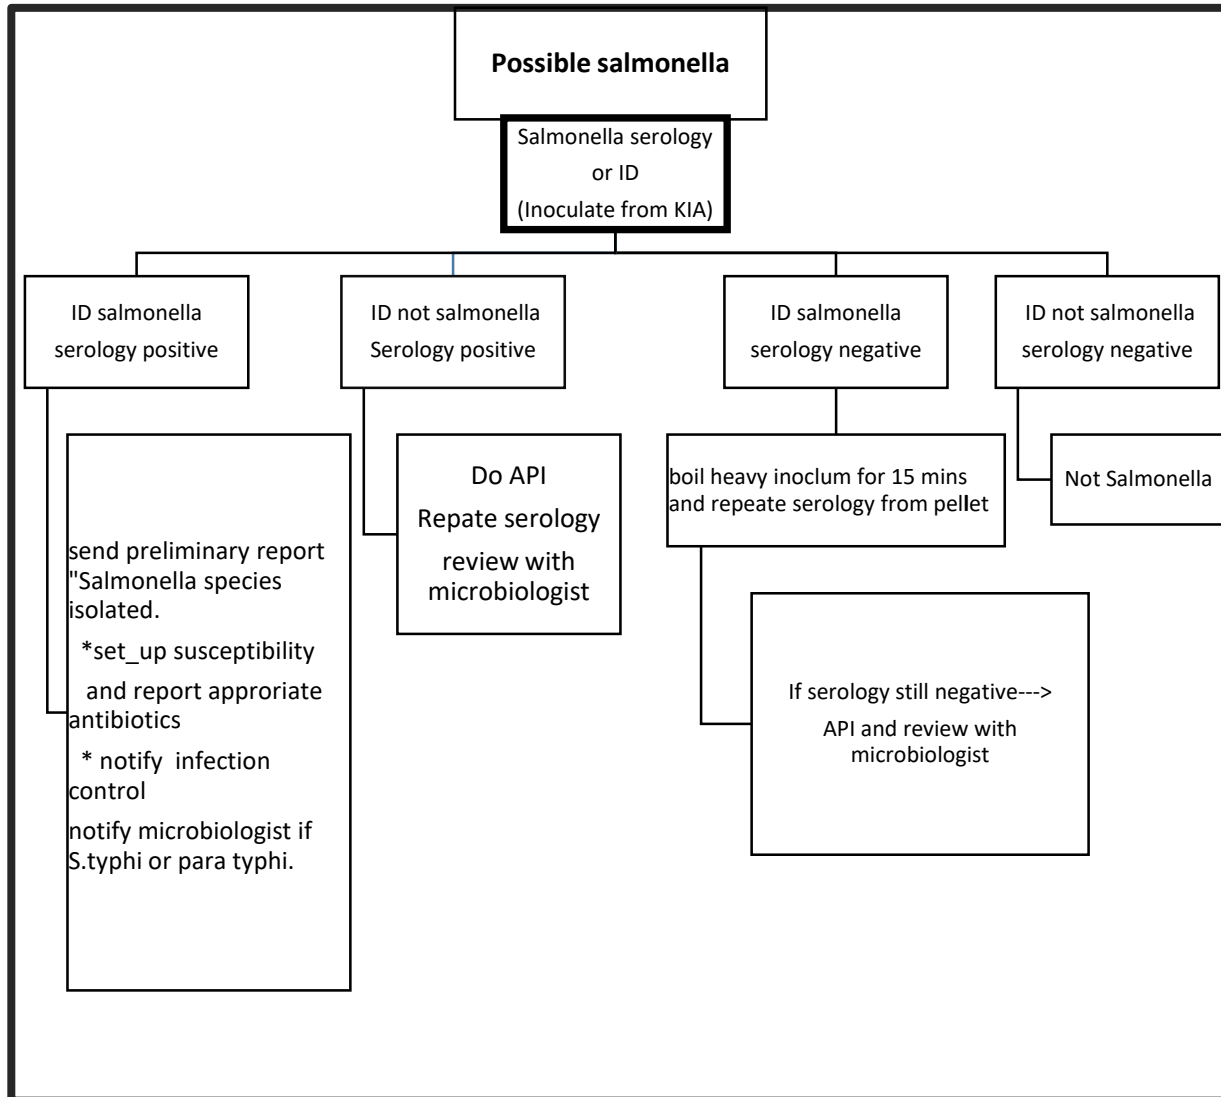 Possible salmonella
Salmonella serology
or ID
(Inoculate from KIA)
ID salmonella
serology positive
ID not salmonella
Serology positive
ID salmonella
serology negative
ID not salmonella
serology negative
send preliminary report
"Salmonella species
isolated.
*set_up susceptibility
and report approriate
antibiotics
* notify infection
control
notify microbiologist if
S.typhi or para typhi.
Do API
Repate serology
review with
microbiologist
boil heavy inoclum for 15 mins
and repeate serology from pellet
If serology still negative--->
API and review with
microbiologist
Not Salmonella